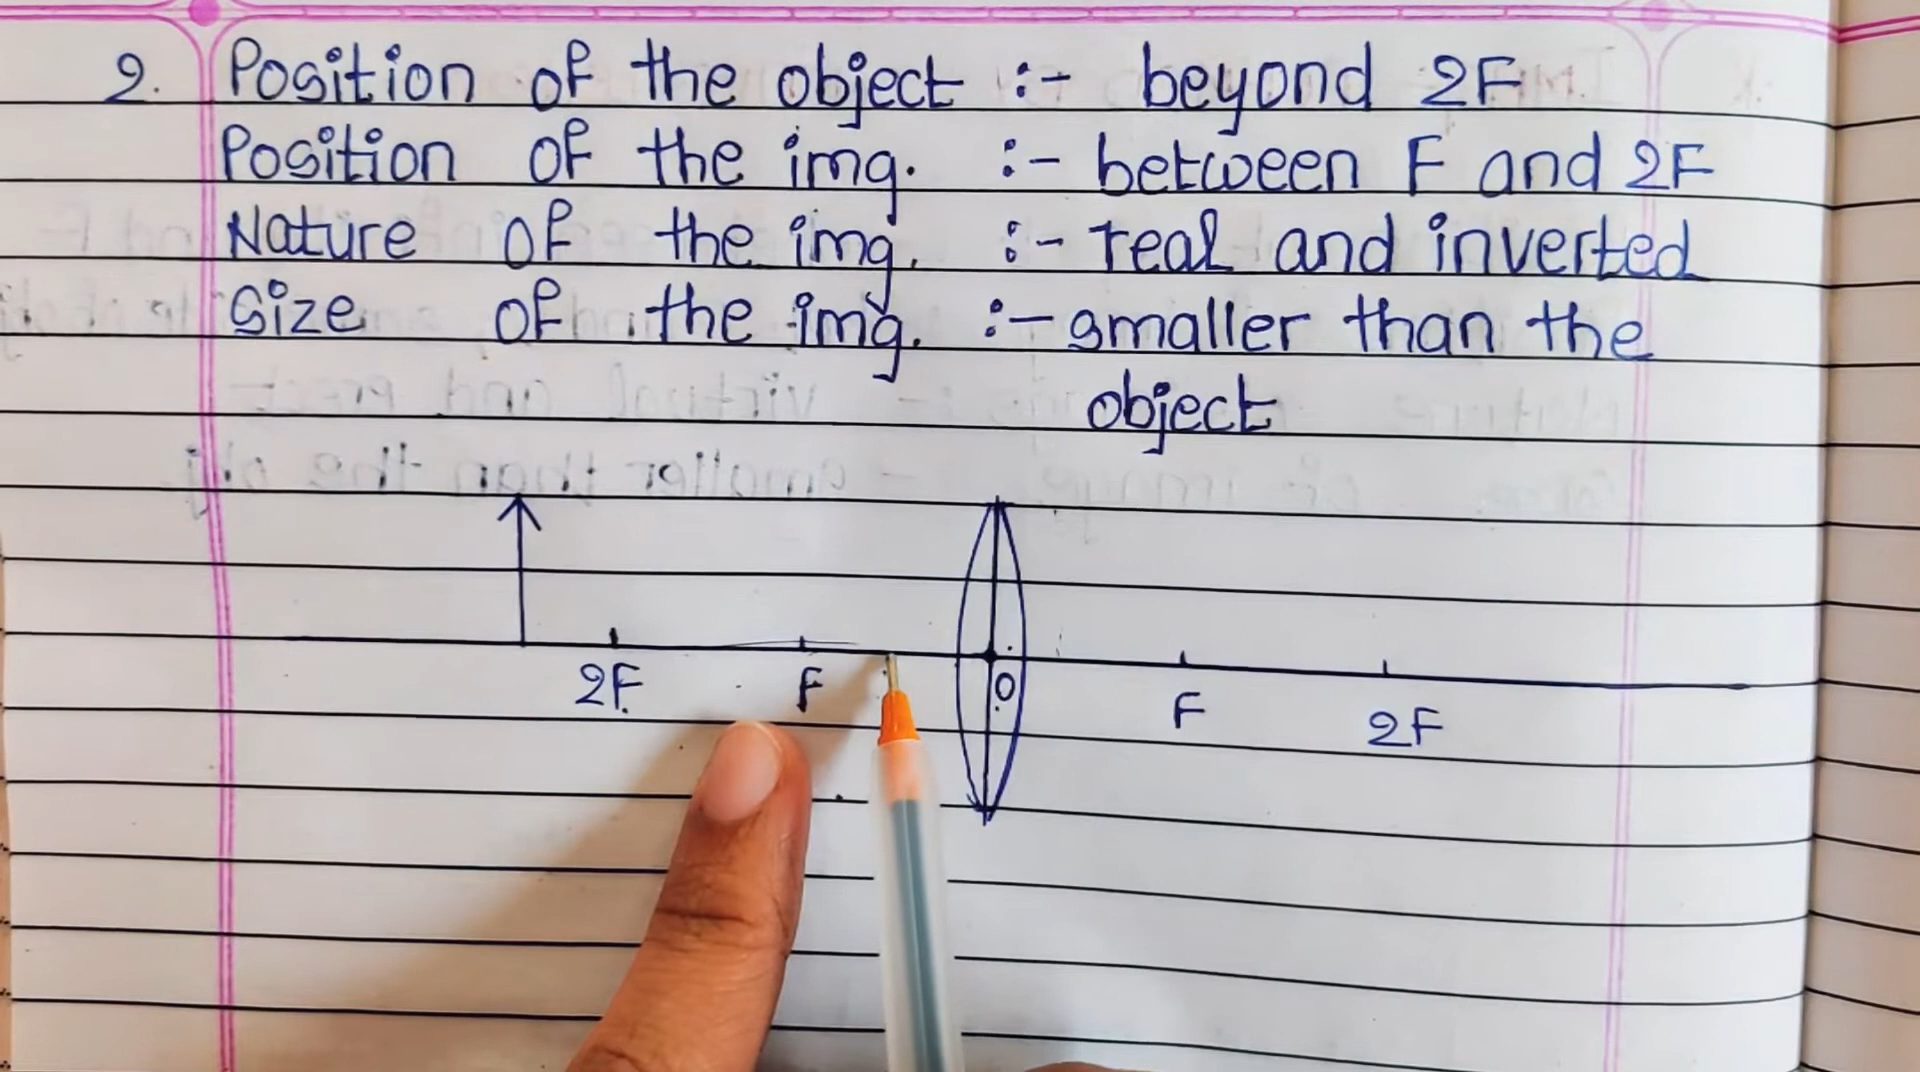 2. Position of the object :- beyond 2F
Position of the img. :- between F and 2F
Nature of the img. :- real and inverted
Size of the img. :- smaller than the
object
2F F O F 2F